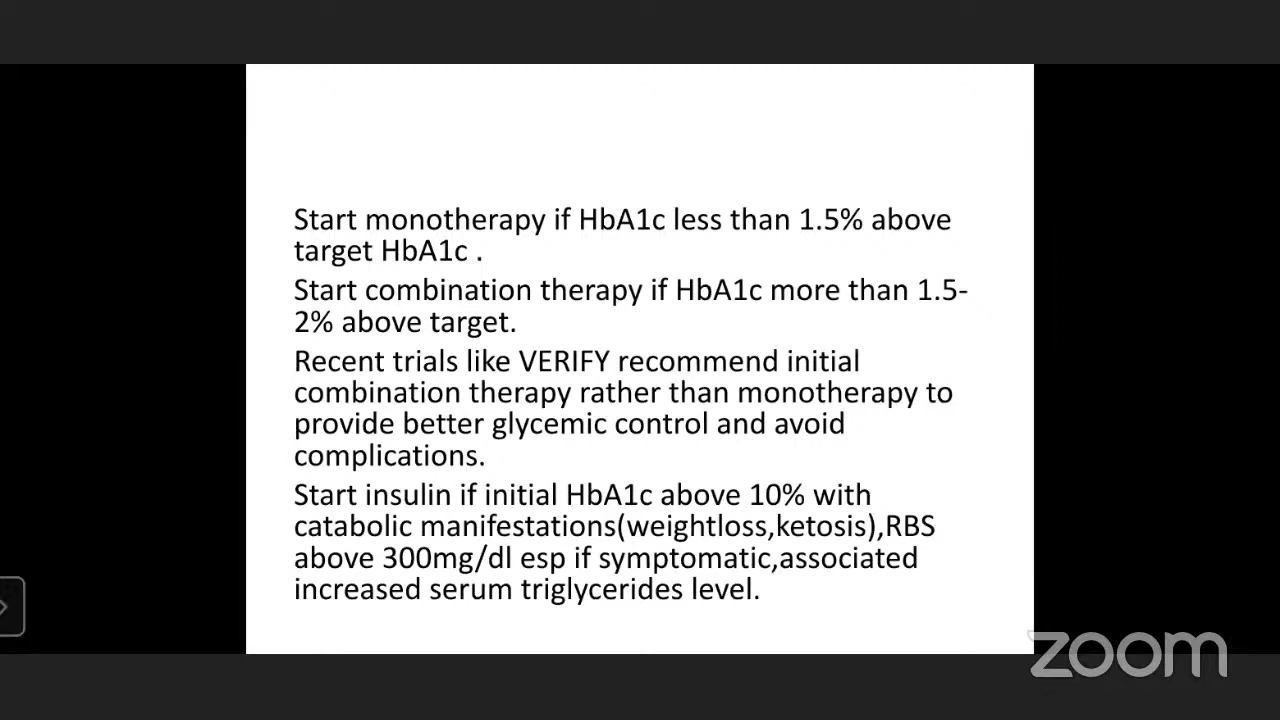 Start monotherapy if HbA1c less than 1.5% above
target HbA1c .
Start combination therapy if HbA1c more than 1.5-
2% above target.
Recent trials like VERIFY recommend initial
combination therapy rather than monotherapy to
provide better glycemic control and avoid
complications.
Start insulin if initial HbA1c above 10% with
catabolic manifestations(weightloss,ketosis),RBS
above 300mg/dl esp if symptomatic,associated
increased serum triglycerides level.
zoom